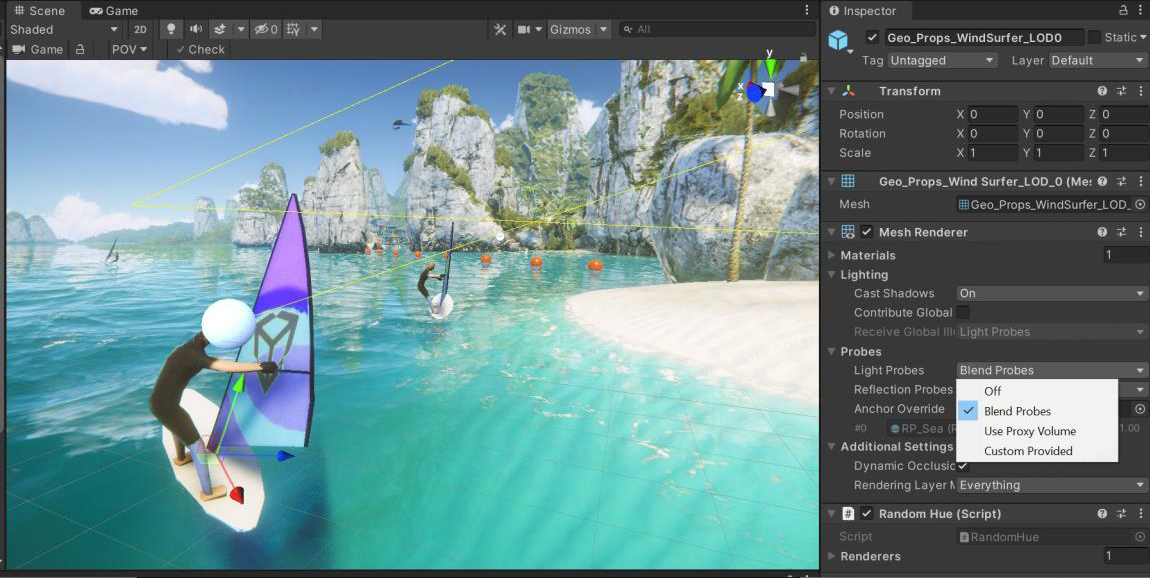 Scene Game
Shaded 2D 0 Gizmos All
Game POV Check
y
x
z
Inspector
Geo_Props_WindSurfer_LOD0 Static
Tag Untagged Layer Default
Transform
Position X 0 Y 0 Z 0
Rotation X 0 Y 0 Z 0
Scale X 1 Y 1 Z 1
Geo_Props_Wind Surfer_LOD_0 (Mes
Mesh Geo_Props_WindSurfer_LOD_
Mesh Renderer
Materials 1
Lighting
Cast Shadows On
Contribute Global
Receive Global Illu Light Probes
Probes
Light Probes Blend Probes
Reflection Probes
Off
Anchor Override
Blend Probes
#0 RP_Sea (R 1.00
Use Proxy Volume
Additional Settings
Custom Provided
Dynamic Occlusic
Rendering Layer M Everything
Random Hue (Script)
Script RandomHue
Renderers 1